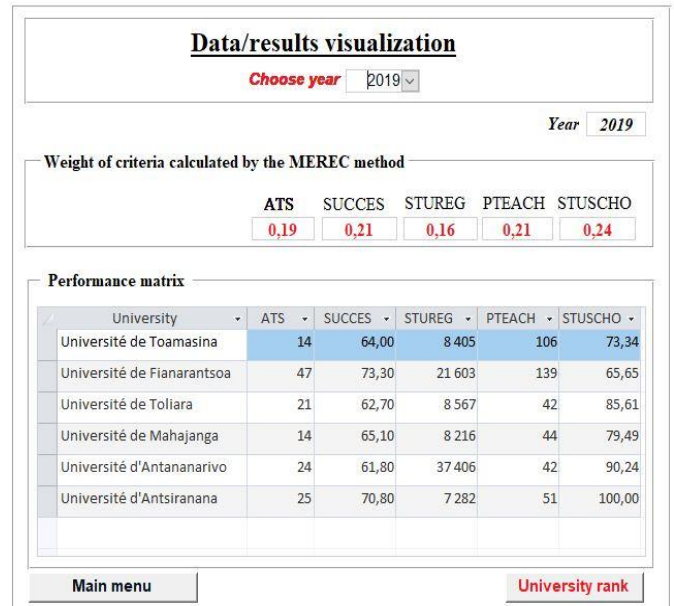 Data/results visualization
Choose year 2019
Year 2019
Weight of criteria calculated by the MEREC method
ATS SUCCES STUREG PTEACH STUSCHO
0,19 0,21 0,16 0,21 0,24
Performance matrix
University ATS SUCCES STUREG PTEACH STUSCHO
Université de Toamasina 14 64,00 8 405 106 73,34
Université de Fianarantsoa 47 73,30 21 603 139 65,65
Université de Toliara 21 62,70 8 567 42 85,61
Université de Mahajanga 14 65,10 8 216 44 79,49
Université d'Antananarivo 24 61,80 37 406 42 90,24
Université d'Antsiranana 25 70,80 7 282 51 100,00
Main menu University rank